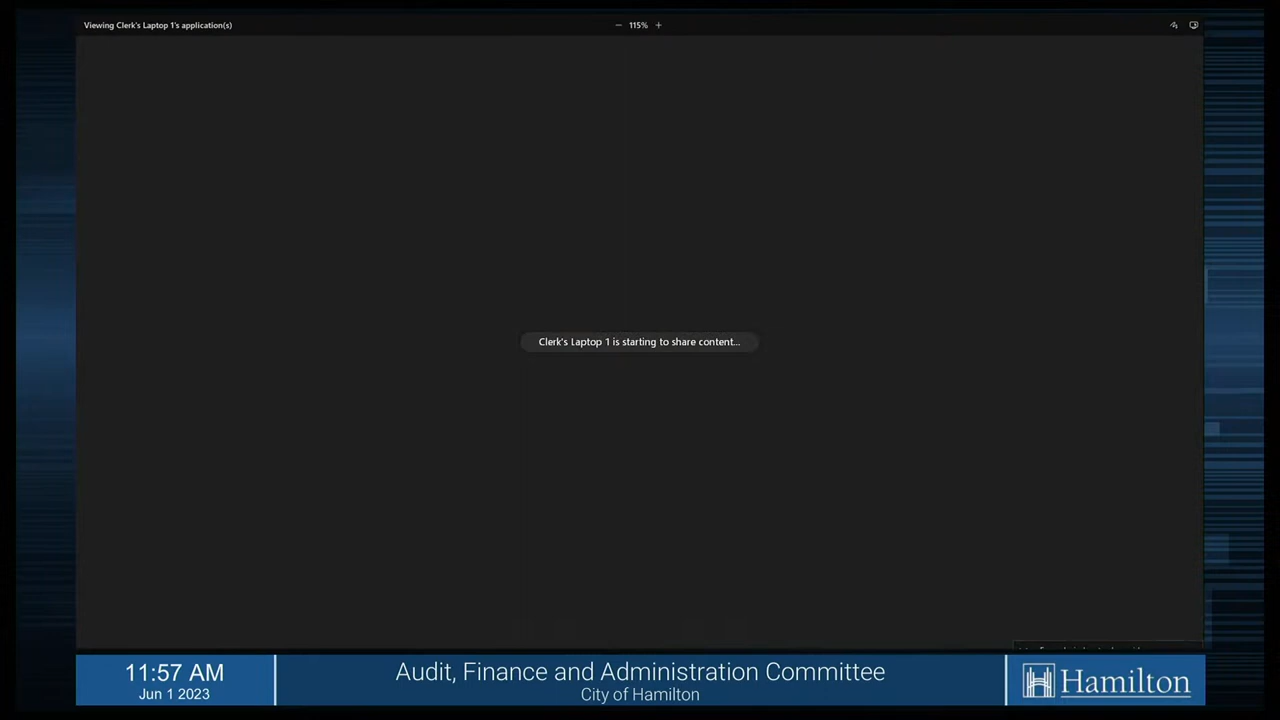 Viewing Clerk's Laptop 1's application(s)
− 115% +
Clerk's Laptop 1 is starting to share content...
11:57 AM
Jun 1 2023
Audit, Finance and Administration Committee
City of Hamilton
Hamilton